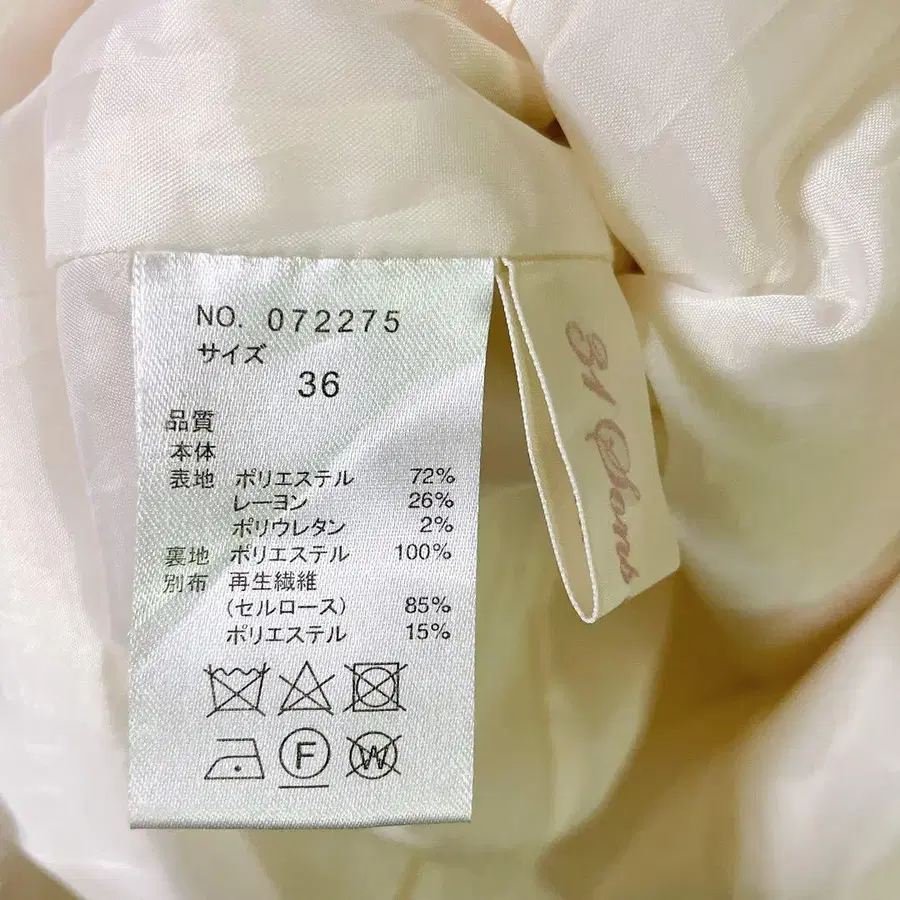 NO. 072275
サイズ
36
品質
本体
表地 ポリエステル 72%
レーヨン 26%
ポリウレタン 2%
裏地 ポリエステル 100%
別布 再生繊維
(セルロース) 85%
ポリエステル 15%
F W
31 Sons